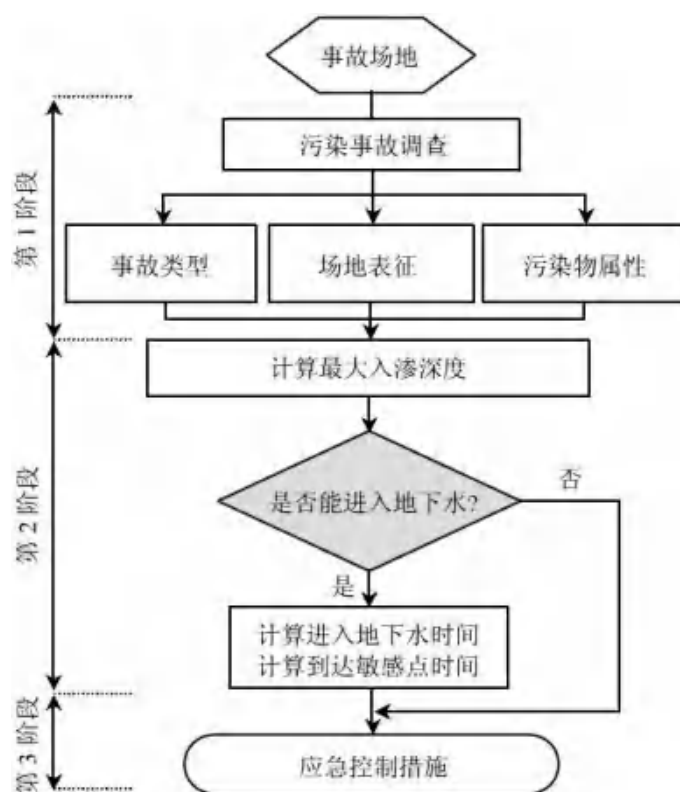 事故场地
第1阶段
污染事故调查
事故类型
场地表征
污染物属性
第2阶段
计算最大入渗深度
是否能进入地下水?
否
是
计算进入地下水时间
计算到达敏感点时间
第3阶段
应急控制措施